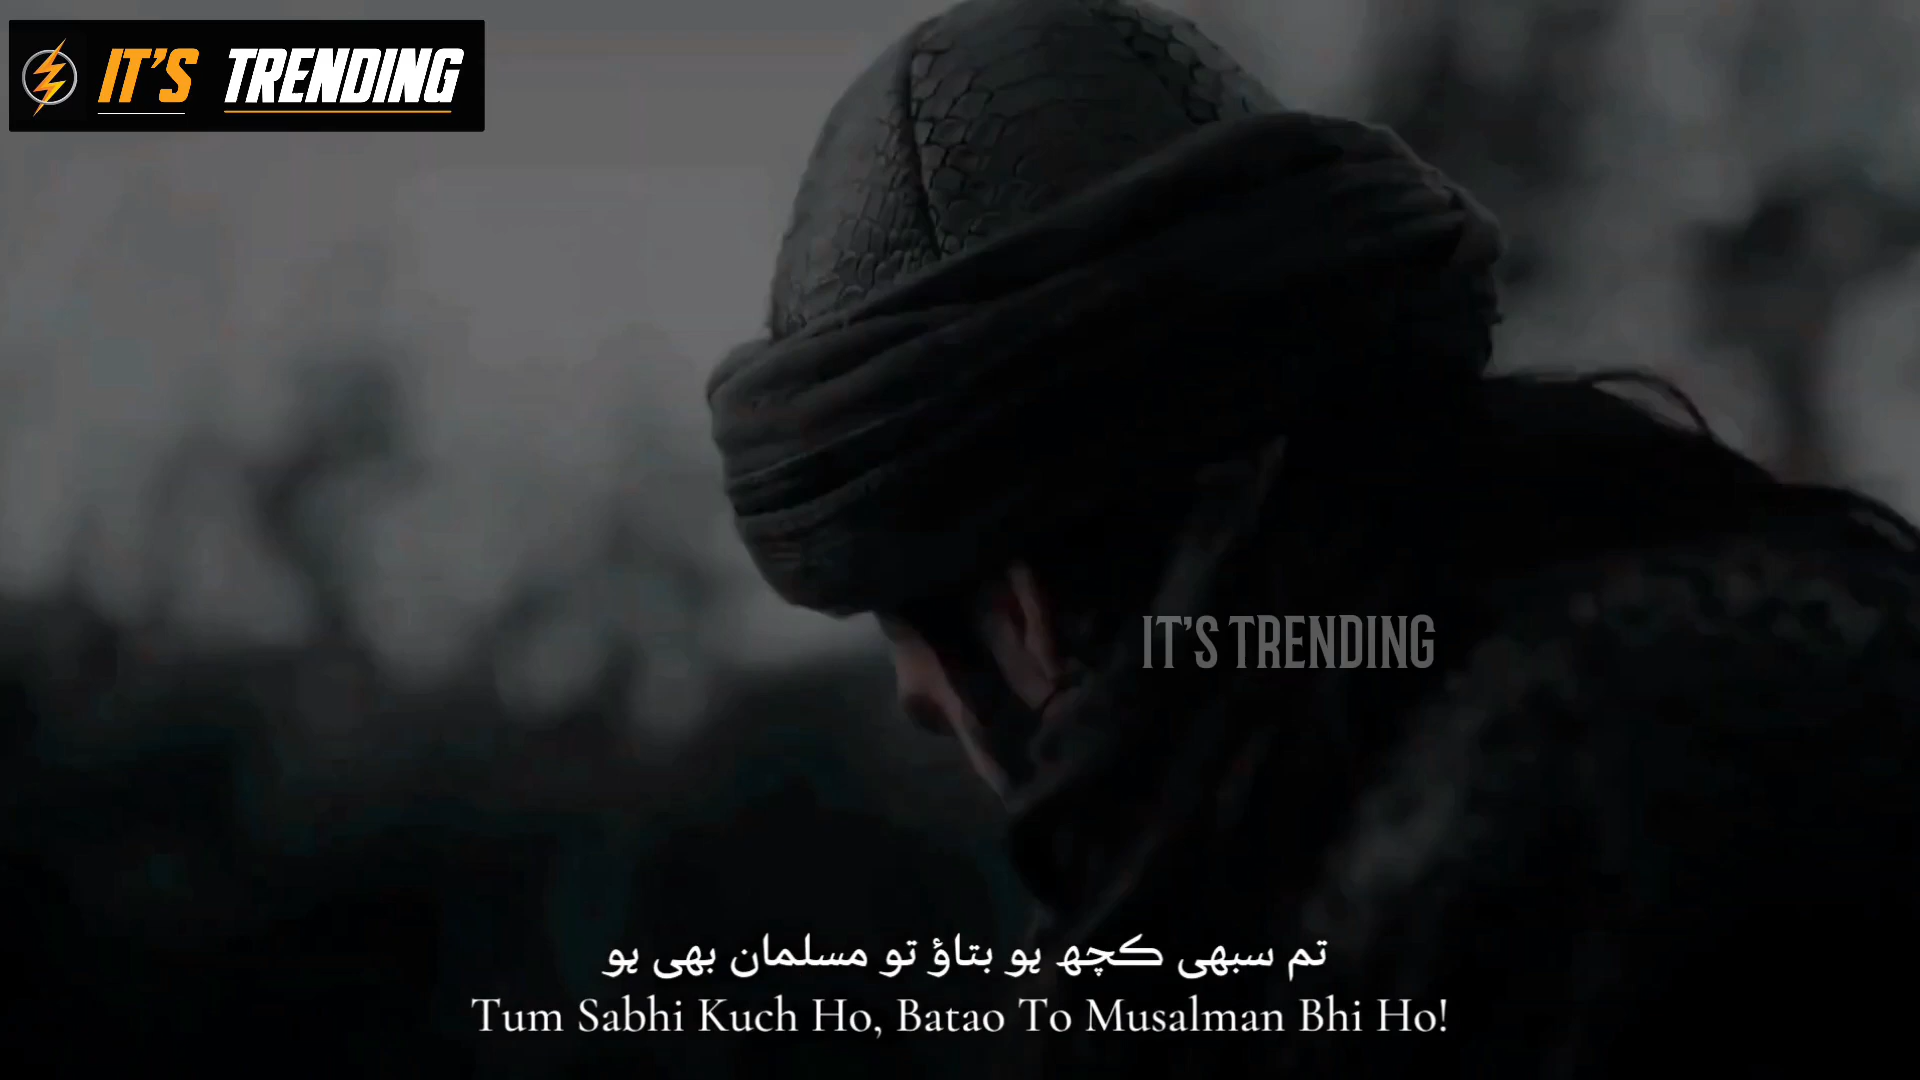 IT'S TRENDING
IT'S TRENDING
تم سبھی کچھ ہو بتاؤ تو مسلمان بھی ہو
Tum Sabhi Kuch Ho, Batao To Musalman Bhi Ho!